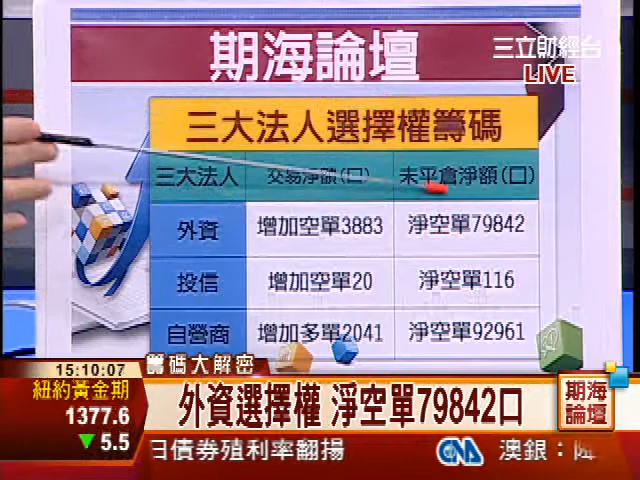 期海論壇
三立財經台
LIVE
三大法人選擇權籌碼
三大法人 交易淨額(口) 未平倉淨額(口)
外資 增加空單3883 淨空單79842
投信 增加空單20 淨空單116
自營商 增加多單2041 淨空單92961
15:10:07
籌碼大解密
紐約黃金期
1377.6
▼5.5
外資選擇權 淨空單79842口
期海
論壇
日債券殖利率翻揚 CNA 澳銀：